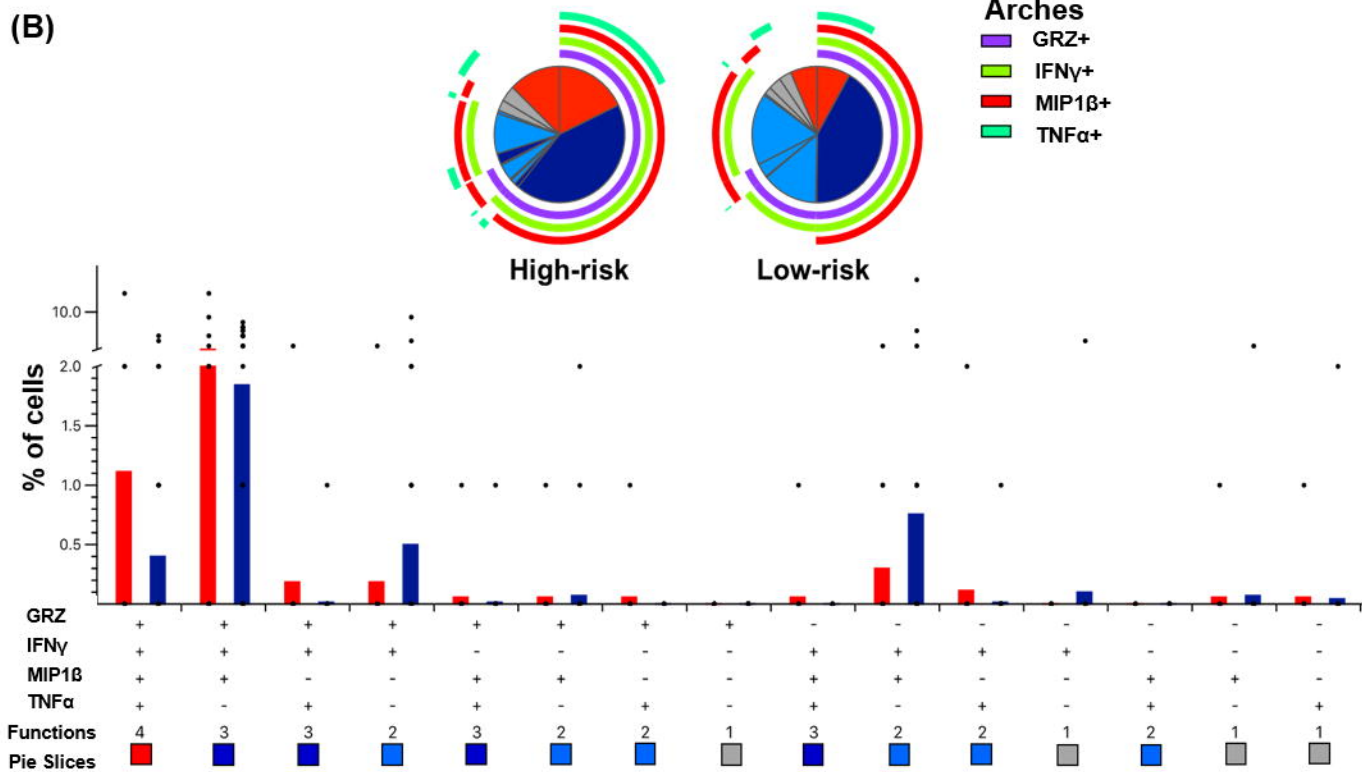 (B)
Arches
GRZ+
IFNγ+
MIP1ß+
TNFα+
High-risk
Low-risk
% of cells
10.0
2.0
1.5
1.0
0.5
GRZ + + + + + + + + - - - - - - -
IFNγ + + + + - - - - + + + + - - -
MIP1ß + + - - + + - - + + - - + + -
TNFα + - + - + - + - + - + - + - +
Functions 4 3 3 2 3 2 2 1 3 2 2 1 2 1 1
Pie Slices